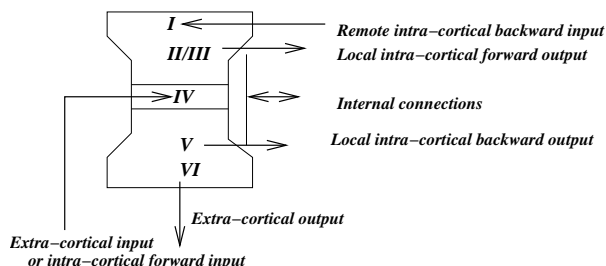 I
Remote intra−cortical backward input
II/III
Local intra−cortical forward output
IV
Internal connections
V
Local intra−cortical backward output
VI
Extra−cortical output
Extra−cortical input
or intra−cortical forward input